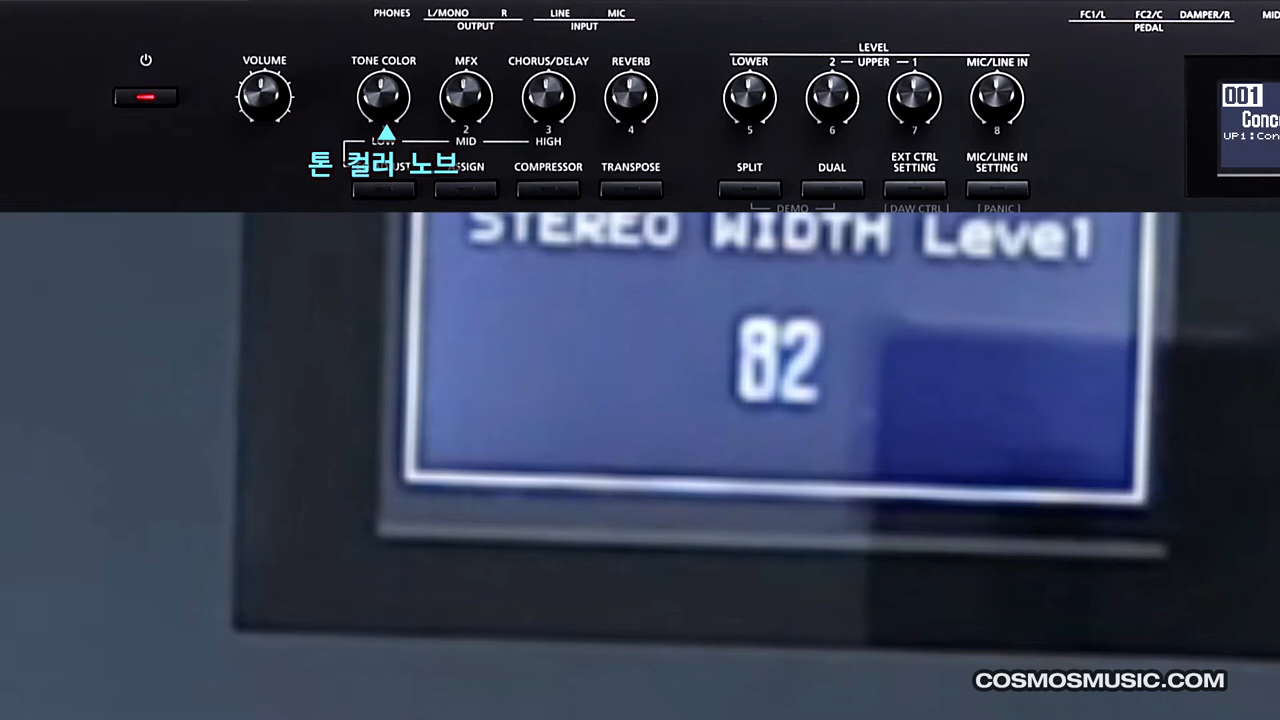 PHONES L/MONO R LINE MIC FC1/L FC2/C DAMPER/R
OUTPUT INPUT PEDAL
LEVEL
VOLUME TONE COLOR MFX CHORUS/DELAY REVERB LOWER 2 UPPER 1 MIC/LINE IN
001
2 3 4 5 6 7 8
LOW MID HIGH
톤 컬러 노브
COMPRESSOR TRANSPOSE SPLIT DUAL EXT CTRL SETTING MIC/LINE IN SETTING
DEMO [DAW CTRL] [PANIC]
STEREO WIDTH Level
82
COSMOSMUSIC.COM